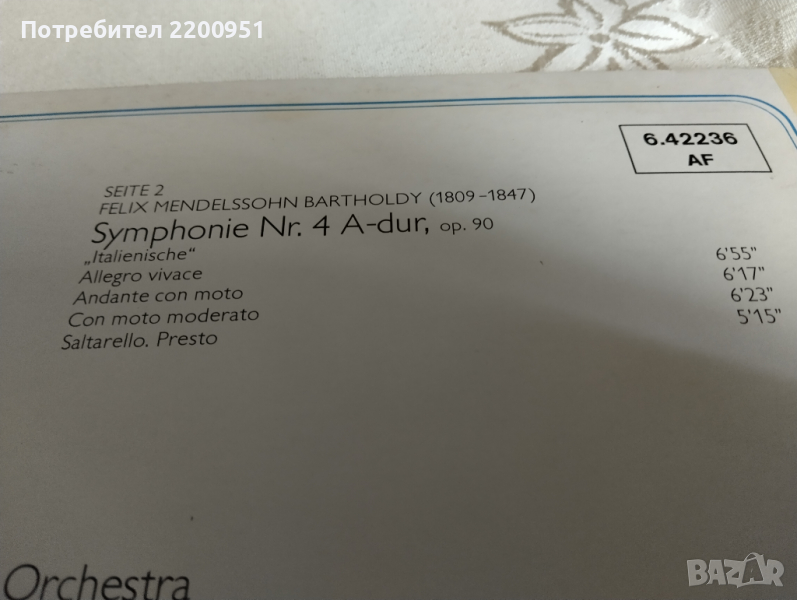 Потребител 2200951
6.42236
AF
SEITE 2
FELIX MENDELSSOHN BARTHOLDY (1809-1847)
Symphonie Nr. 4 A-dur, op. 90
„Italienische“
Allegro vivace 6'55"
Andante con moto 6'17"
Con moto moderato 6'23"
Saltarello. Presto 5'15"
Orchestra
BAZAR